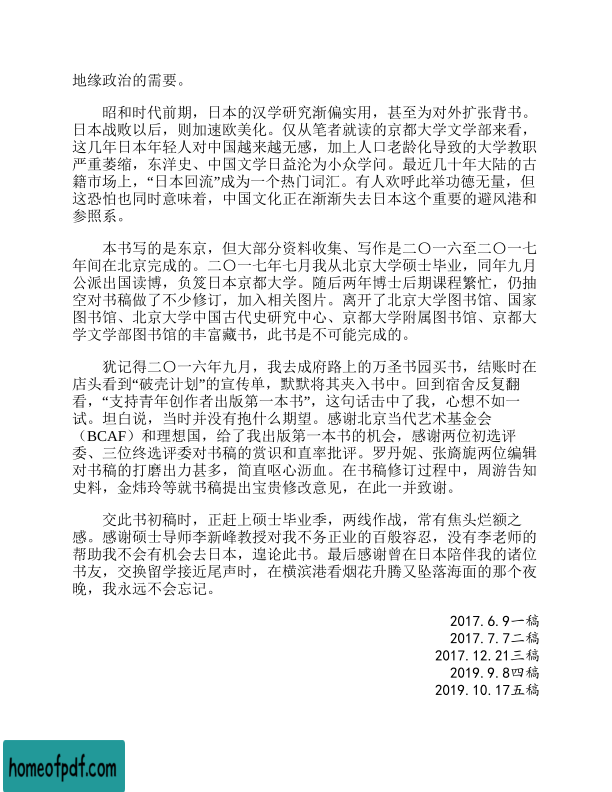 地缘政治的需要。
昭和时代前期，日本的汉学研究渐偏实用，甚至为对外扩张背书。
日本战败以后，则加速欧美化。仅从笔者就读的京都大学文学部来看，
这几年日本年轻人对中国越来越无感，加上人口老龄化导致的大学教职
严重萎缩，东洋史、中国文学日益沦为小众学问。最近几十年大陆的古
籍市场上，“日本回流”成为一个热门词汇。有人欢呼此举功德无量，但
这恐怕也同时意味着，中国文化正在渐渐失去日本这个重要的避风港和
参照系。
本书写的是东京，但大部分资料收集、写作是二〇一六至二〇一七
年间在北京完成的。二〇一七年七月我从北京大学硕士毕业，同年九月
公派出国读博，负笈日本京都大学。随后两年博士后期课程繁忙，仍抽
空对书稿做了不少修订，加入相关图片。离开了北京大学图书馆、国家
图书馆、北京大学中国古代史研究中心、京都大学附属图书馆、京都大
学文学部图书馆的丰富藏书，此书是不可能完成的。
犹记得二〇一六年九月，我去成府路上的万圣书园买书，结账时在
店头看到“破壳计划”的宣传单，默默将其夹入书中。回到宿舍反复翻
看，“支持青年创作者出版第一本书”，这句话击中了我，心想不如一
试。坦白说，当时并没有抱什么期望。感谢北京当代艺术基金会
（BCAF）和理想国，给了我出版第一本书的机会，感谢两位初选评
委、三位终选评委对书稿的赏识和直率批评。罗丹妮、张旖旎两位编辑
对书稿的打磨出力甚多，简直呕心沥血。在书稿修订过程中，周游告知
史料，金炜玲等就书稿提出宝贵修改意见，在此一并致谢。
交此书初稿时，正赶上硕士毕业季，两线作战，常有焦头烂额之
感。感谢硕士导师李新峰教授对我不务正业的百般容忍，没有李老师的
帮助我不会有机会去日本，遑论此书。最后感谢曾在日本陪伴我的诸位
书友，交换留学接近尾声时，在横滨港看烟花升腾又坠落海面的那个夜
晚，我永远不会忘记。
2017.6.9一稿
2017.7.7二稿
2017.12.21三稿
2019.9.8四稿
2019.10.17五稿
homeofpdf.com